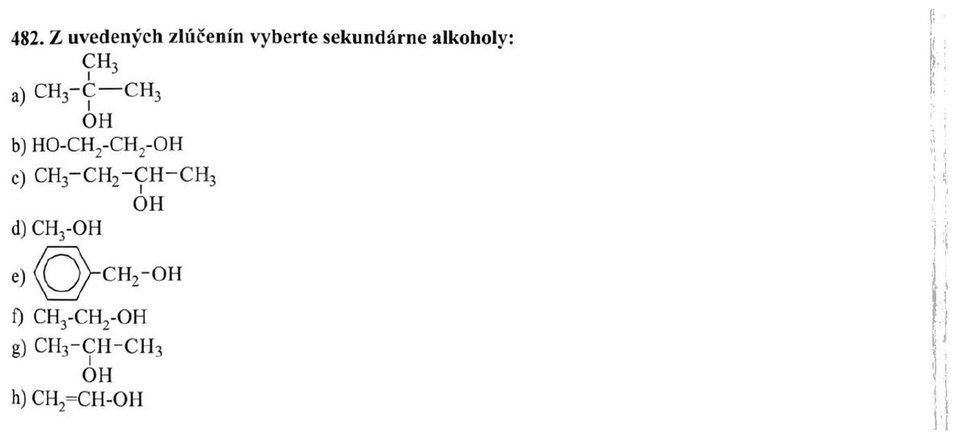 482. Z uvedených zlúčenín vyberte sekundárne alkoholy:
CH₃
a) CH₃-C-CH₃
OH
b) HO-CH₂-CH₂-OH
c) CH₃-CH₂-CH-CH₃
OH
d) CH₃-OH
e) -CH₂-OH
f) CH₃-CH₂-OH
g) CH₃-CH-CH₃
OH
h) CH₂=CH-OH